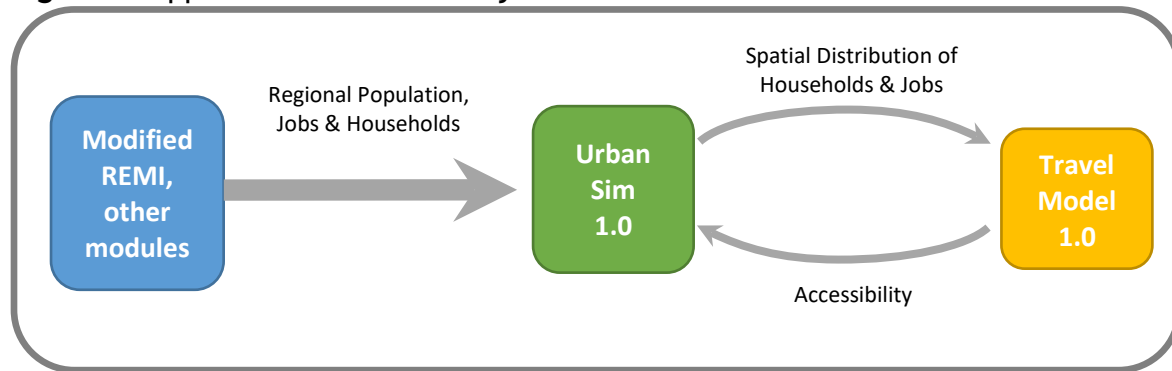 Regional Population,
Jobs & Households
Spatial Distribution of
Households & Jobs
Modified
REMI,
other
modules
Urban
Sim
1.0
Travel
Model
1.0
Accessibility